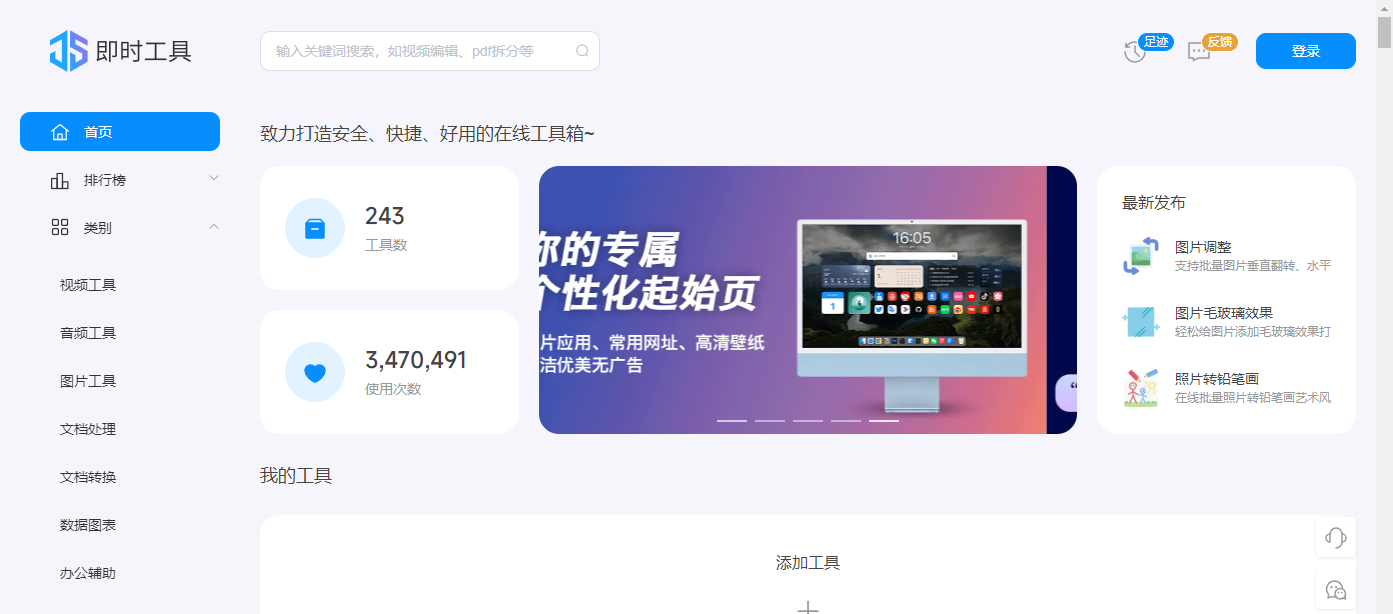 即时工具
输入关键词搜索，如视频编辑、pdf拆分等
足迹
反馈
登录
首页
排行榜
类别
视频工具
音频工具
图片工具
文档处理
文档转换
数据图表
办公辅助
致力打造安全、快捷、好用的在线工具箱~
243
工具数
3,470,491
使用次数
你的专属
个性化起始页
片应用、常用网址、高清壁纸
洁优美无广告
16:05
最新发布
图片调整
支持批量图片垂直翻转、水平
图片毛玻璃效果
轻松给图片添加毛玻璃效果打
照片转铅笔画
在线批量照片转铅笔画艺术风
我的工具
添加工具